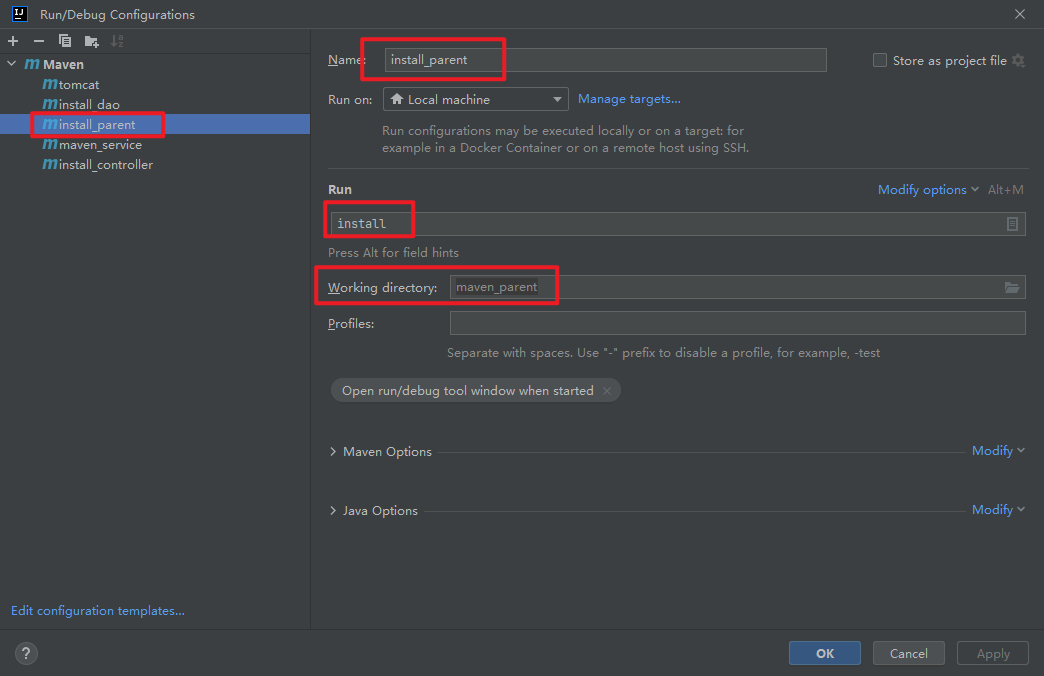 Run/Debug Configurations
Maven
tomcat
install_dao
install_parent
maven_service
install_controller
Edit configuration templates...
Name: install_parent
Store as project file
Run on: Local machine Manage targets...
Run configurations may be executed locally or on a target: for
example in a Docker Container or on a remote host using SSH.
Run Modify options Alt+M
install
Press Alt for field hints
Working directory: maven_parent
Profiles:
Separate with spaces. Use "-" prefix to disable a profile, for example, -test
Open run/debug tool window when started
Maven Options Modify
Java Options Modify
? OK Cancel Apply